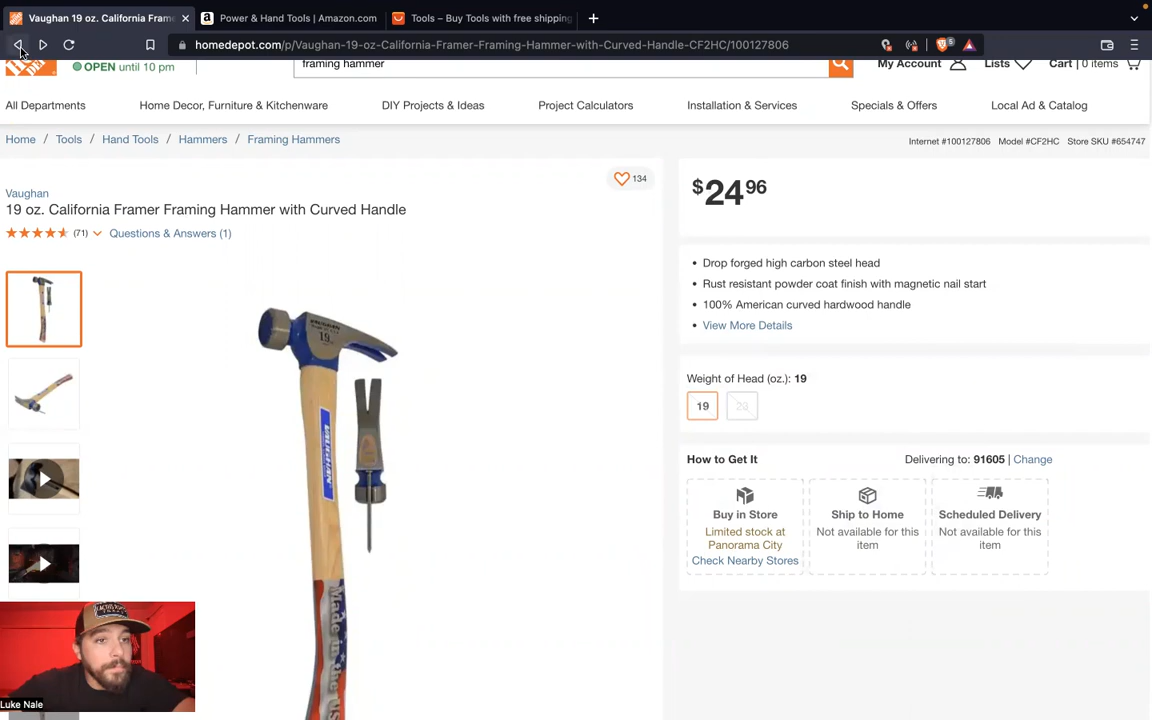 Vaughan 19 oz. California Frame
Power & Hand Tools | Amazon.com
Tools – Buy Tools with free shipping
homedepot.com/p/Vaughan-19-oz-California-Framer-Framing-Hammer-with-Curved-Handle-CF2HC/100127806
OPEN until 10 pm
framing hammer
My Account
Lists
Cart | 0 items
All Departments
Home Decor, Furniture & Kitchenware
DIY Projects & Ideas
Project Calculators
Installation & Services
Specials & Offers
Local Ad & Catalog
Home / Tools / Hand Tools / Hammers / Framing Hammers
Internet #100127806 Model #CF2HC Store SKU #654747
134
Vaughan
19 oz. California Framer Framing Hammer with Curved Handle
(71)
Questions & Answers (1)
$24 96
• Drop forged high carbon steel head
• Rust resistant powder coat finish with magnetic nail start
• 100% American curved hardwood handle
• View More Details
Weight of Head (oz.): 19
19
How to Get It
Delivering to: 91605 | Change
Buy in Store
Limited stock at
Panorama City
Check Nearby Stores
Ship to Home
Not available for this
item
Scheduled Delivery
Not available for this
item
19
VAUGHAN
Made in the USA
Luke Nale